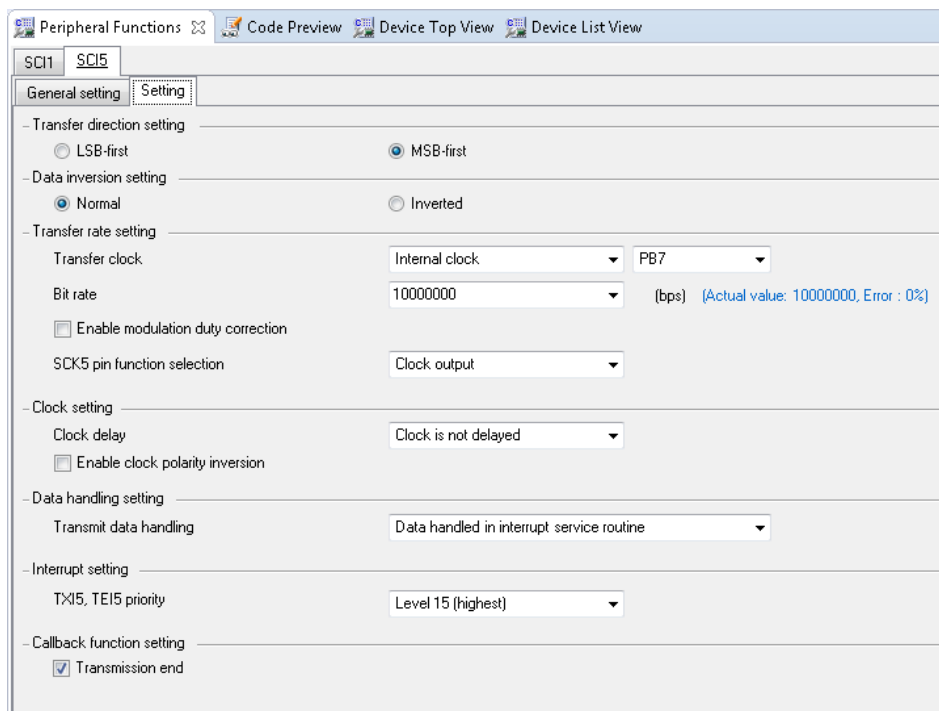 Peripheral Functions Code Preview Device Top View Device List View
SCI1 SCI5
General setting Setting
Transfer direction setting
LSB-first MSB-first
Data inversion setting
Normal Inverted
Transfer rate setting
Transfer clock Internal clock PB7
Bit rate 10000000 (bps) (Actual value: 10000000, Error : 0%)
Enable modulation duty correction
SCK5 pin function selection Clock output
Clock setting
Clock delay Clock is not delayed
Enable clock polarity inversion
Data handling setting
Transmit data handling Data handled in interrupt service routine
Interrupt setting
TXI5, TEI5 priority Level 15 (highest)
Callback function setting
Transmission end